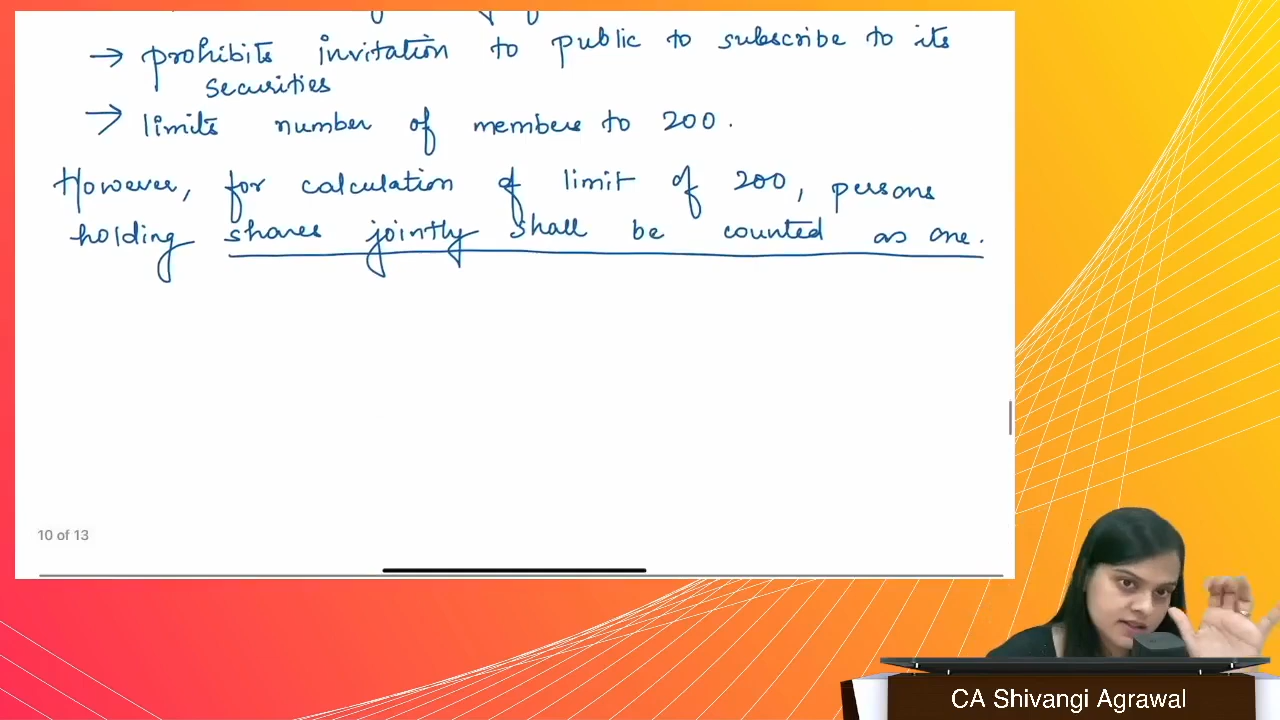 → prohibits invitation to public to subscribe to its
securities
→ limits number of members to 200.
However, for calculation of limit of 200, persons
holding shares jointly shall be counted as one.
10 of 13
CA Shivangi Agrawal